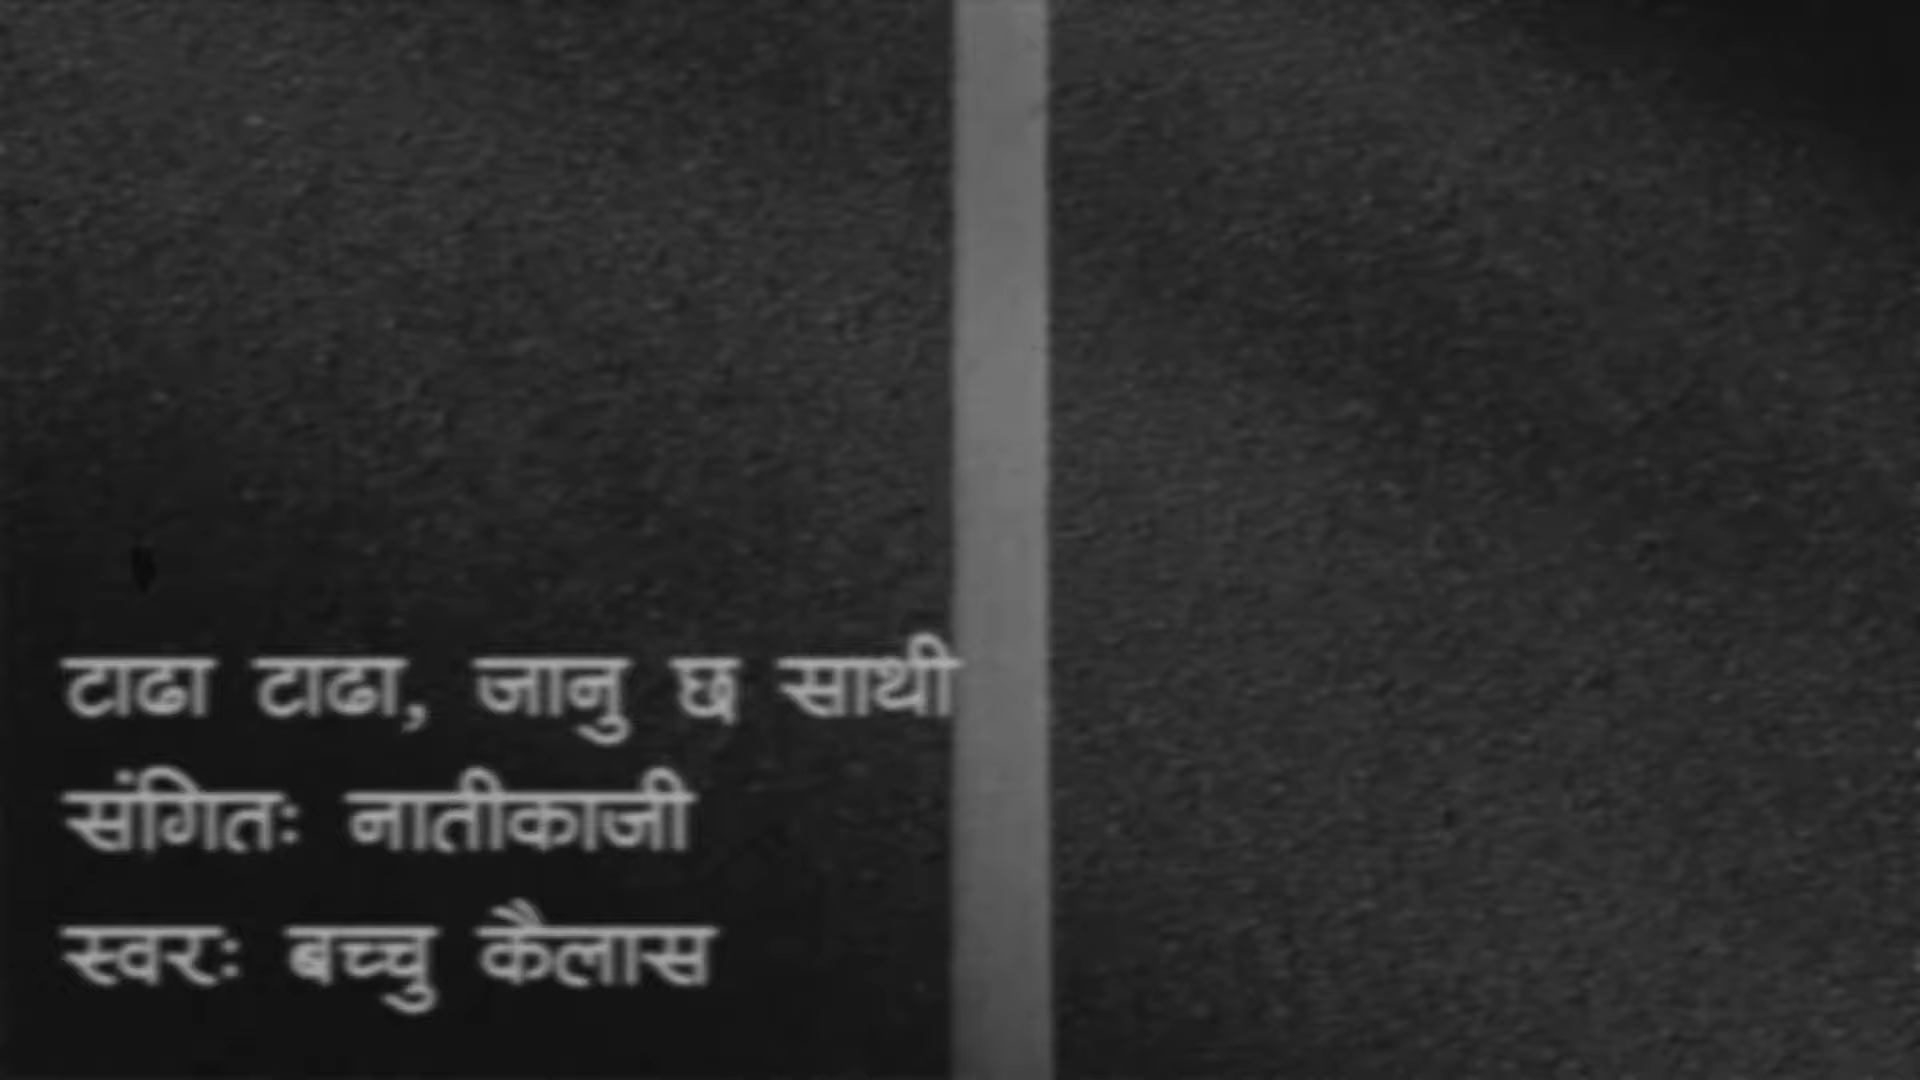 टाढा टाढा, जानु छ साथी
संगितः नातीकाजी
स्वरः बच्चु कैलास